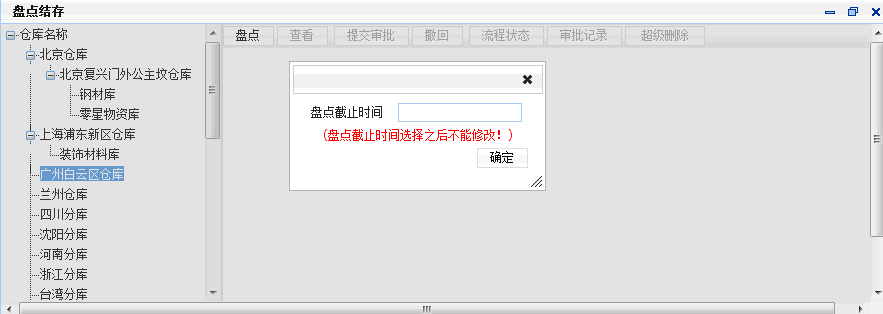 盘点结存
盘点 查看 提交审批 撤回 流程状态 审批记录 超级删除
仓库名称
北京仓库
北京复兴门外公主坟仓库
钢材库
零星物资库
上海浦东新区仓库
装饰材料库
广州白云区仓库
兰州仓库
四川分库
沈阳分库
河南分库
浙江分库
台湾分库
盘点截止时间
（盘点截止时间选择之后不能修改！）
确定